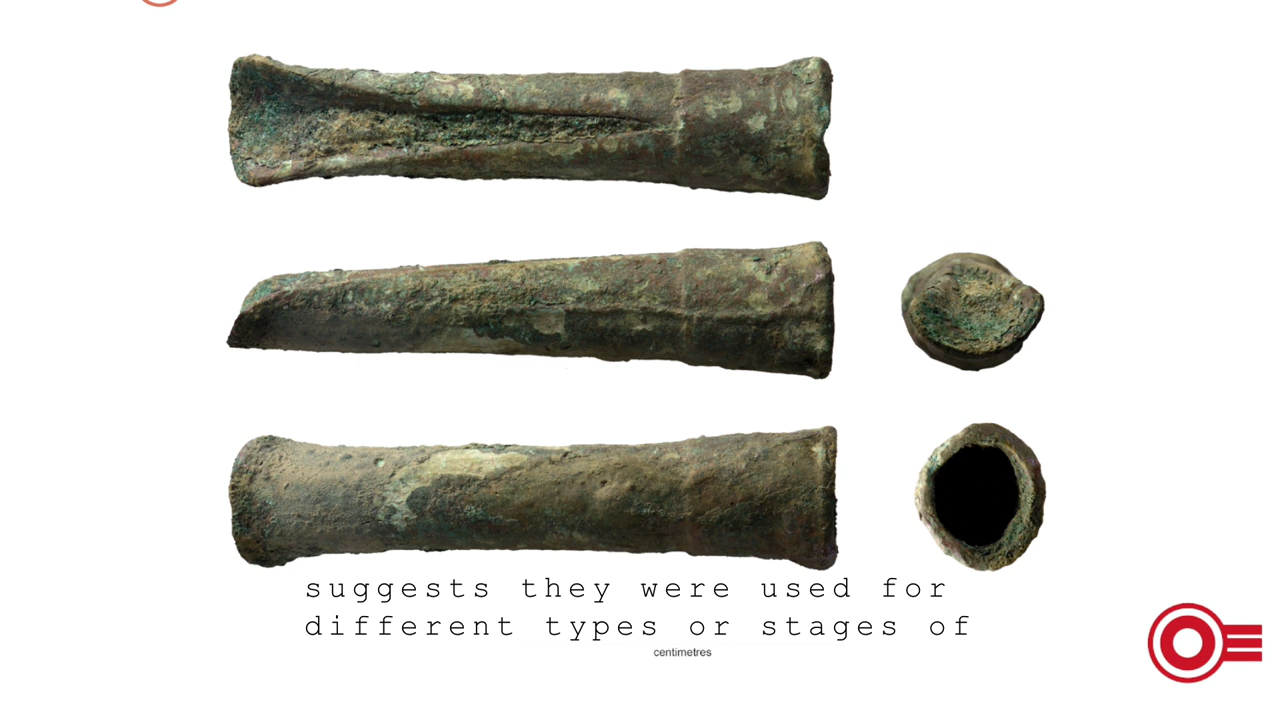 suggests they were used for
different types or stages of
centimetres